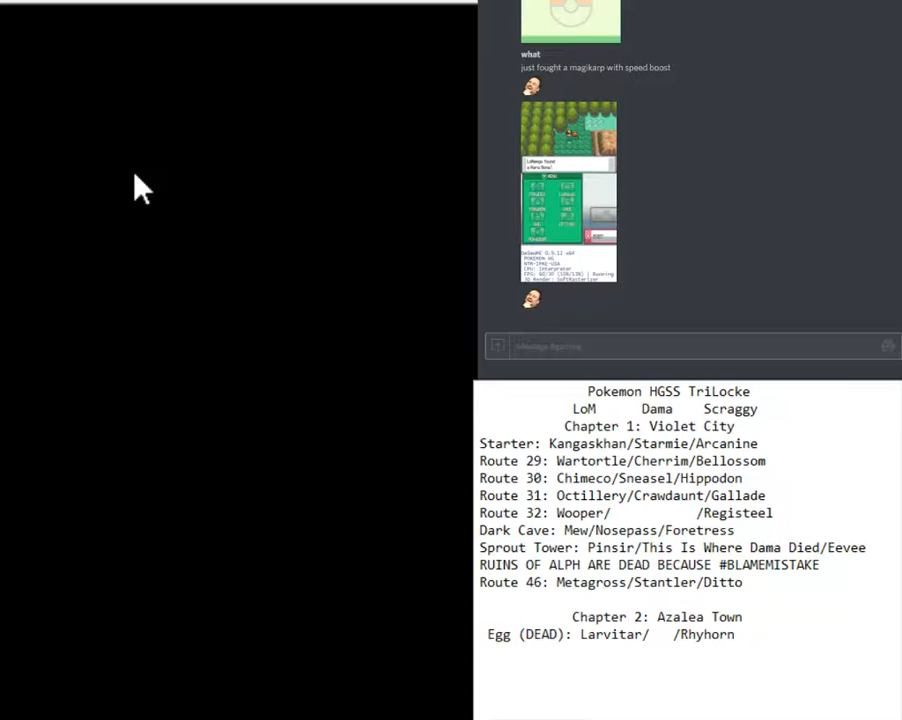 what
just fought a magikarp with speed boost
Pokemon HGSS TriLocke
LoM Dama Scraggy
Chapter 1: Violet City
Starter: Kangaskhan/Starmie/Arcanine
Route 29: Wartortle/Cherrim/Bellossom
Route 30: Chimeco/Sneasel/Hippodon
Route 31: Octillery/Crawdaunt/Gallade
Route 32: Wooper/ /Registeel
Dark Cave: Mew/Nosepass/Foretress
Sprout Tower: Pinsir/This Is Where Dama Died/Eevee
RUINS OF ALPH ARE DEAD BECAUSE #BLAMEMISTAKE
Route 46: Metagross/Stantler/Ditto
Chapter 2: Azalea Town
Egg (DEAD): Larvitar/ /Rhyhorn